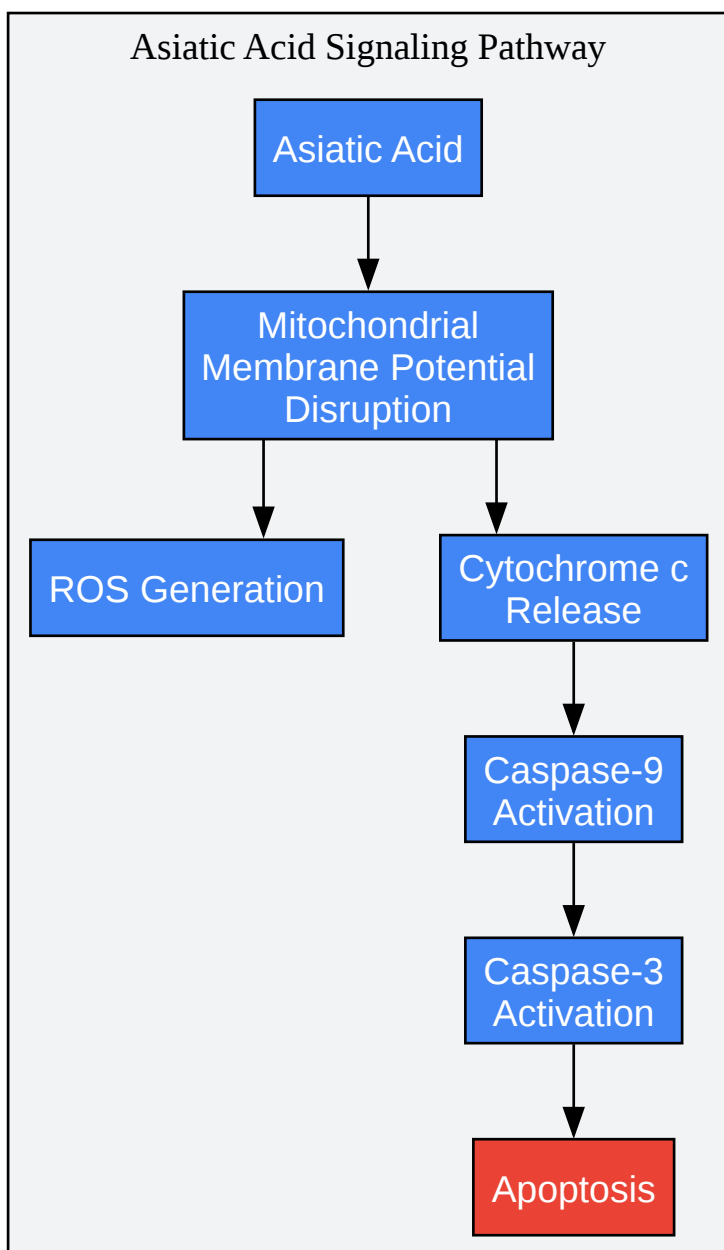 Asiatic Acid Signaling Pathway
Asiatic Acid
Mitochondrial
Membrane Potential
Disruption
ROS Generation
Cytochrome c
Release
Caspase-9
Activation
Caspase-3
Activation
Apoptosis